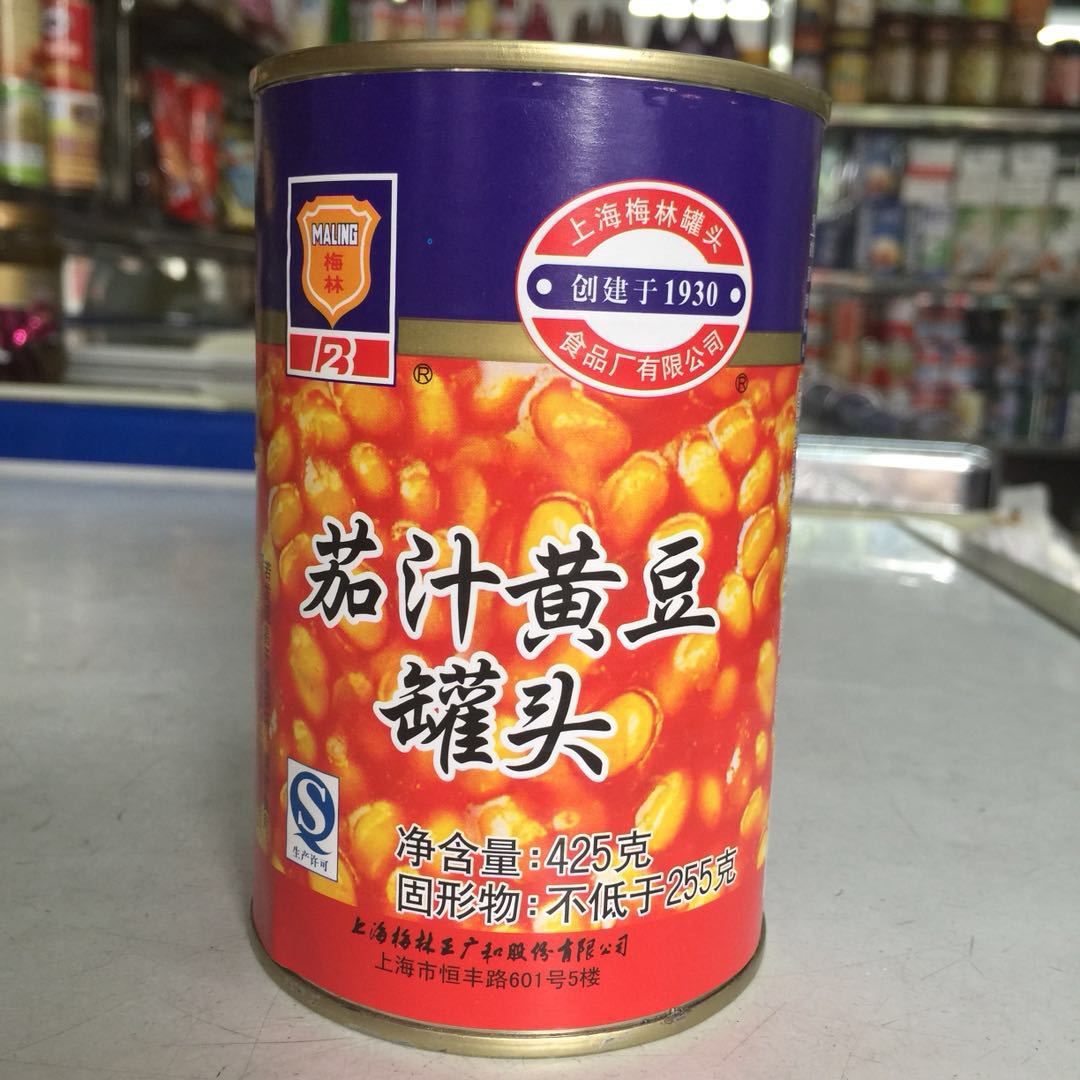 MALING
梅
林
B2
®
上海梅林罐头
创建于1930
食品厂有限公司
®
茄汁黄豆
罐头
S
生产许可
净含量:425克
固形物:不低于255克
上海梅林正广和股份有限公司
上海市恒丰路601号5楼